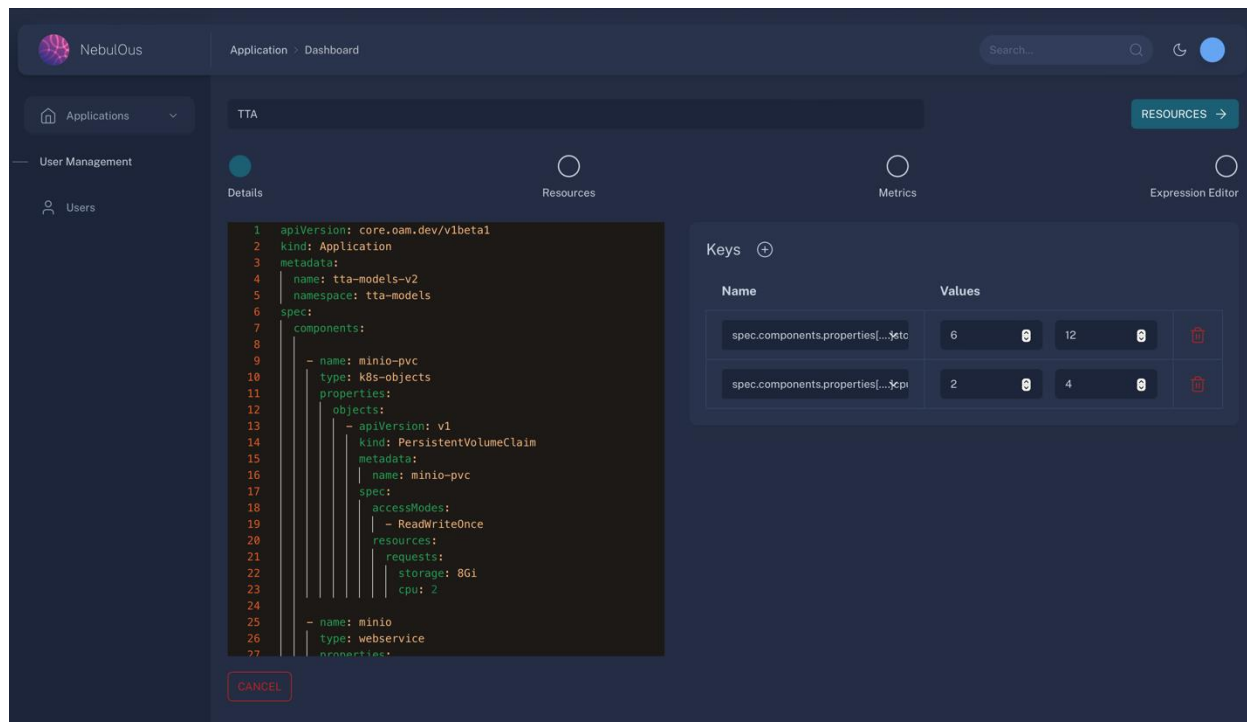 NebulOus
Application > Dashboard
Search...
Applications
User Management
Users
TTA
RESOURCES →
Details
Resources
Metrics
Expression Editor
1 apiVersion: core.oam.dev/v1beta1
2 kind: Application
3 metadata:
4 name: tta-models-v2
5 namespace: tta-models
6 spec:
7 components:
8
9 - name: minio-pvc
10 type: k8s-objects
11 properties:
12 objects:
13 - apiVersion: v1
14 kind: PersistentVolumeClaim
15 metadata:
16 name: minio-pvc
17 spec:
18 accessModes:
19 - ReadWriteOnce
20 resources:
21 requests:
22 storage: 8Gi
23 cpu: 2
24
25 - name: minio
26 type: webservice
27 properties:
CANCEL
Keys
Name Values
spec.components.properties[... 6 12
spec.components.properties[... 2 4